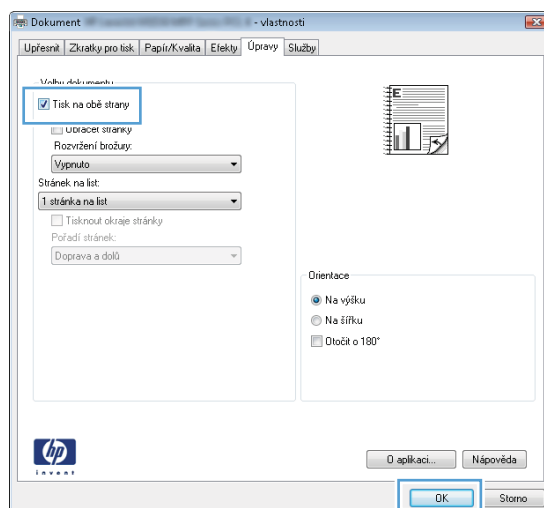 Dokument - vlastnosti
Upřesnit Zkratky pro tisk Papír/Kvalita Efekty Úpravy Služby
Volby dokumentu
Tisk na obě strany
Obracet stránky
Rozvržení brožury:
Vypnuto
Stránek na list:
1 stránka na list
Tisknout okraje stránky
Pořadí stránek:
Doprava a dolů
E
Orientace
Na výšku
Na šířku
Otočit o 180°
hp
invent
O aplikaci... Nápověda
OK Storno